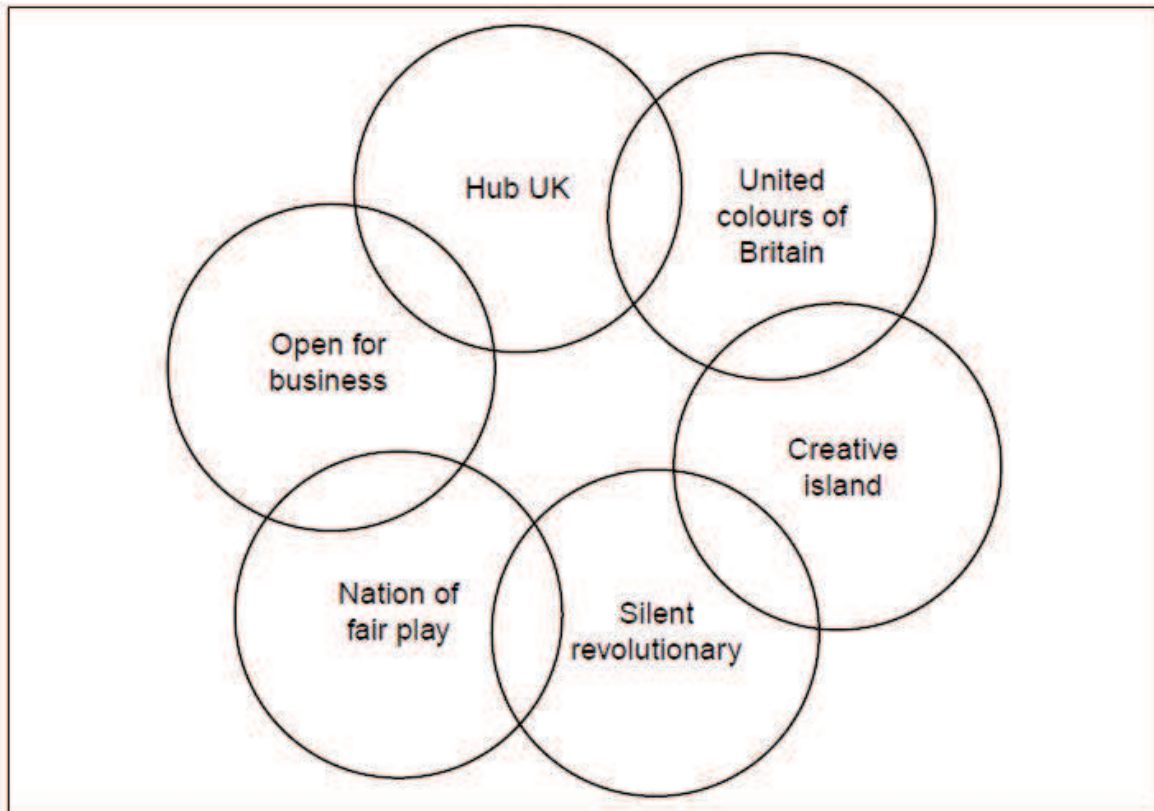 Hub UK
United
colours of
Britain
Open for
business
Creative
island
Nation of
fair play
Silent
revolutionary